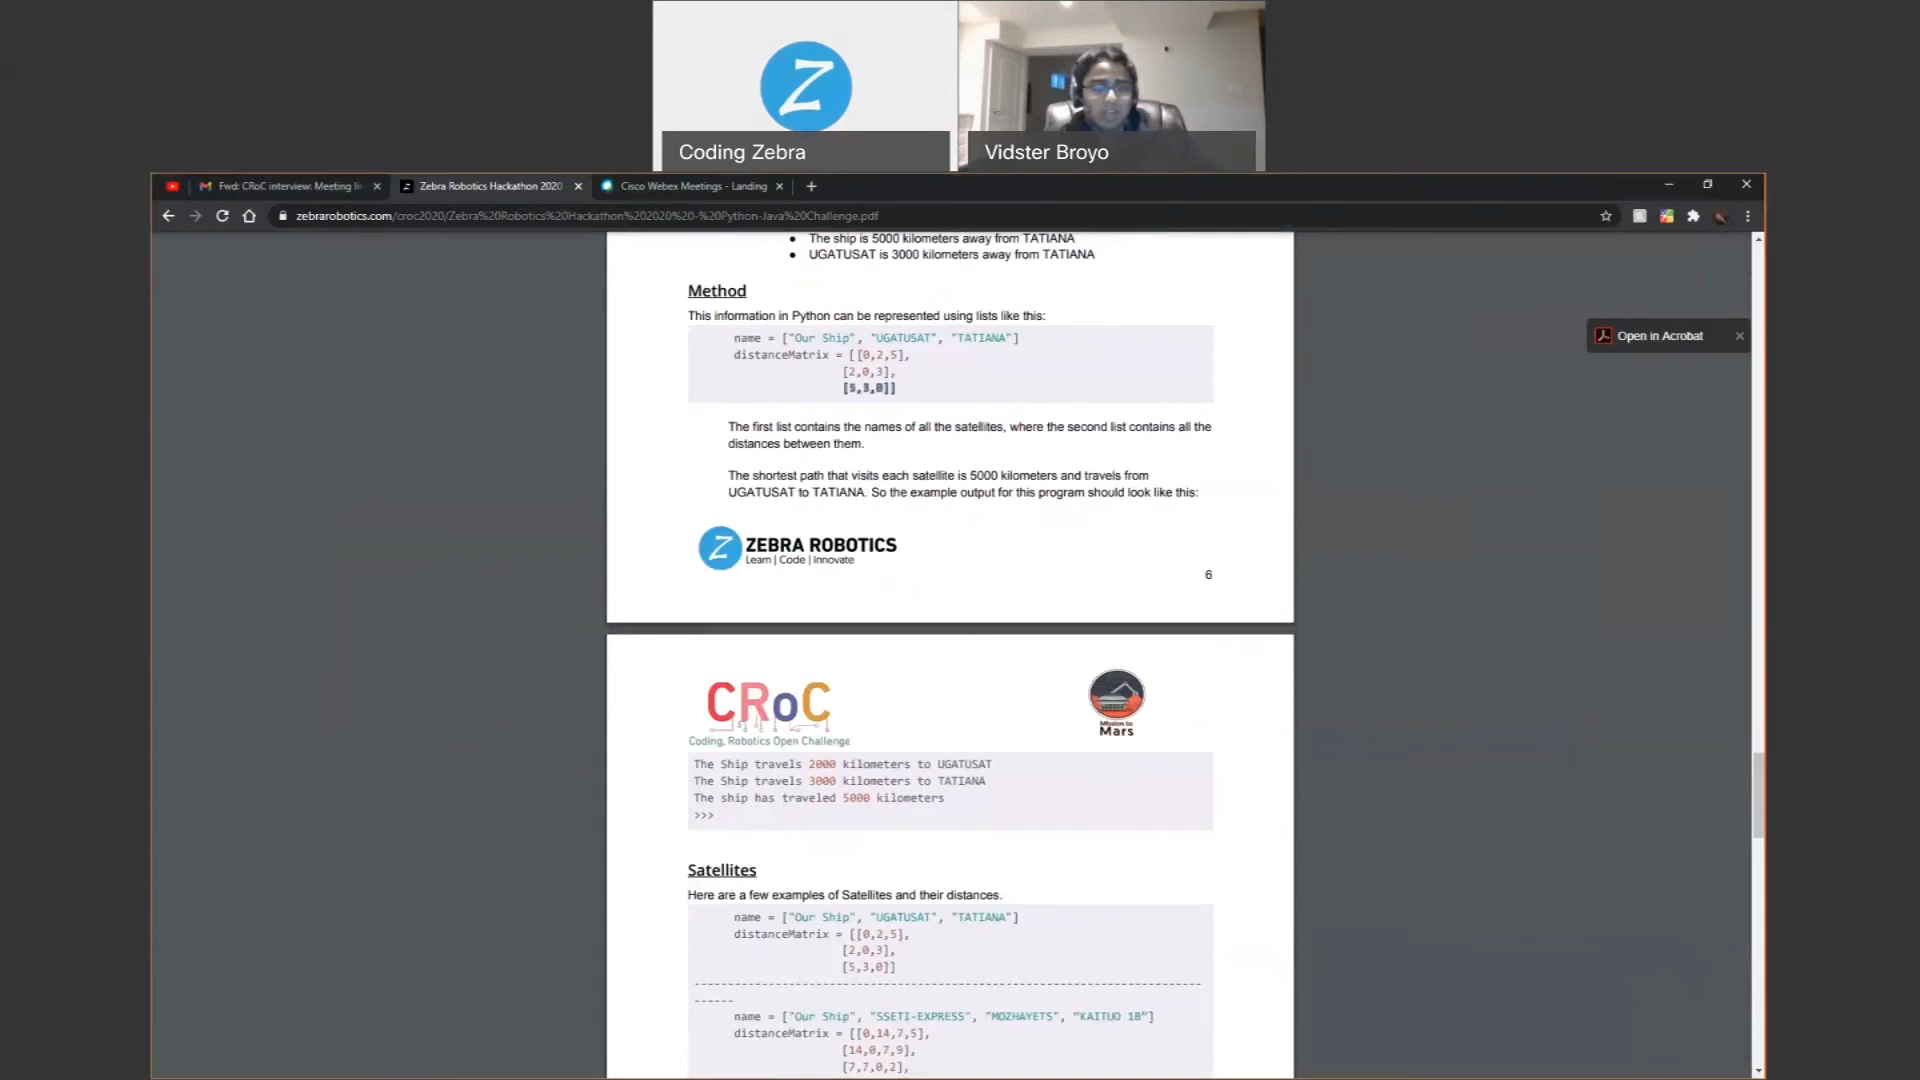 Z
Coding Zebra
Vidster Broyo
Fwd: CRoC interview: Meeting li
Zebra Robotics Hackathon 2020
Cisco Webex Meetings - Landing
zebrarobotics.com/croc2020/Zebra%20Robotics%20Hackathon%202020%20-%20Python-Java%20Challenge.pdf
• The ship is 5000 kilometers away from TATIANA
• UGATUSAT is 3000 kilometers away from TATIANA
Open in Acrobat
Method
This information in Python can be represented using lists like this:
name = ["Our Ship", "UGATUSAT", "TATIANA"]
distanceMatrix = [[0,2,5],
[2,0,3],
[5,3,0]]
The first list contains the names of all the satellites, where the second list contains all the
distances between them.
The shortest path that visits each satellite is 5000 kilometers and travels from
UGATUSAT to TATIANA. So the example output for this program should look like this:
Z ZEBRA ROBOTICS
Learn | Code | Innovate
6
CRoC
Coding, Robotics Open Challenge
Mission to
Mars
The Ship travels 2000 kilometers to UGATUSAT
The Ship travels 3000 kilometers to TATIANA
The ship has traveled 5000 kilometers
>>>
Satellites
Here are a few examples of Satellites and their distances.
name = ["Our Ship", "UGATUSAT", "TATIANA"]
distanceMatrix = [[0,2,5],
[2,0,3],
[5,3,0]]
--------------------------------------------------------------------------------
------
name = ["Our Ship", "SSETI-EXPRESS", "MOZHAYETS", "KAITUO 1B"]
distanceMatrix = [[0,14,7,5],
[14,0,7,9],
[7,7,0,2],